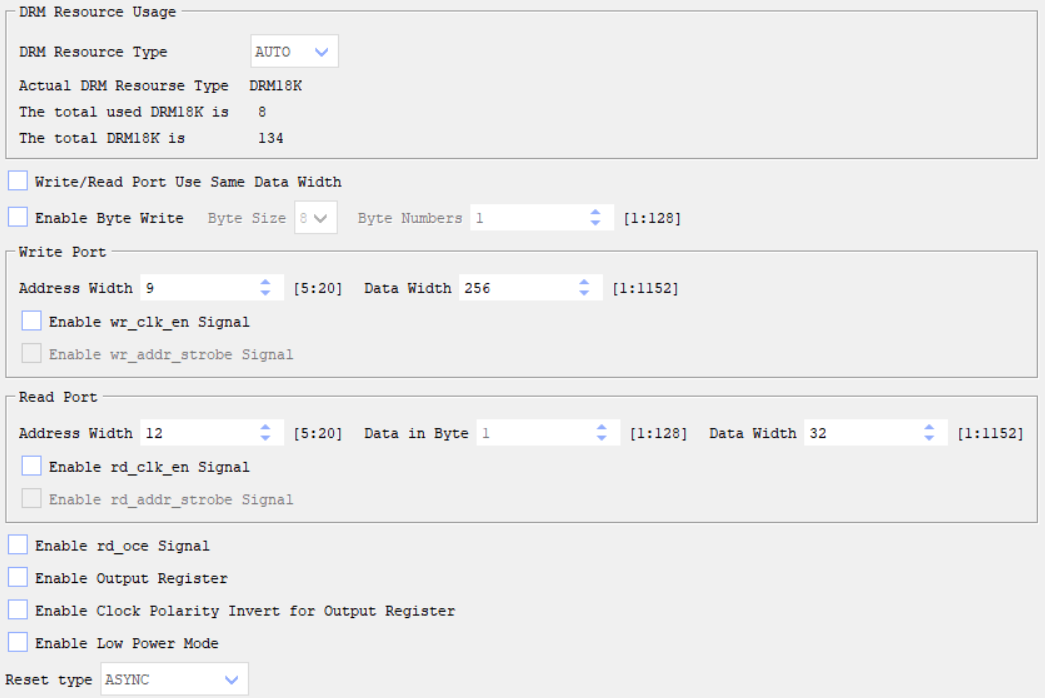 DRM Resource Usage
DRM Resource Type AUTO
Actual DRM Resourse Type DRM18K
The total used DRM18K is 8
The total DRM18K is 134
Write/Read Port Use Same Data Width
Enable Byte Write Byte Size 8 Byte Numbers 1 [1:128]
Write Port
Address Width 9 [5:20] Data Width 256 [1:1152]
Enable wr_clk_en Signal
Enable wr_addr_strobe Signal
Read Port
Address Width 12 [5:20] Data in Byte 1 [1:128] Data Width 32 [1:1152]
Enable rd_clk_en Signal
Enable rd_addr_strobe Signal
Enable rd_oce Signal
Enable Output Register
Enable Clock Polarity Invert for Output Register
Enable Low Power Mode
Reset type ASYNC